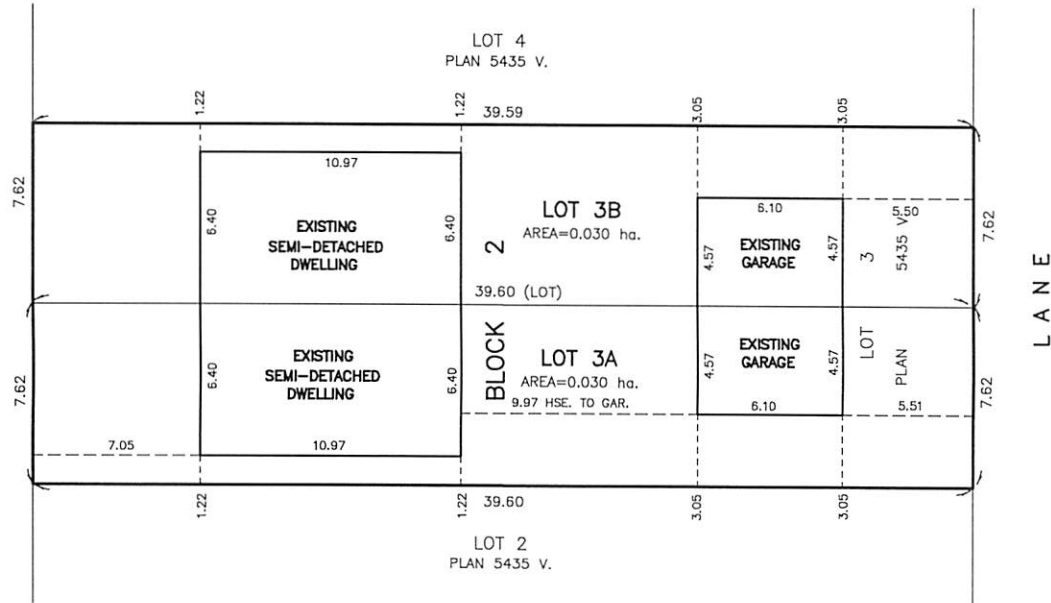 LOT 4
PLAN 5435 V.
1.22
1.22
39.59
3.05
3.05
7.62
10.97
6.40
EXISTING
SEMI-DETACHED
DWELLING
6.40
2
LOT 3B
AREA=0.030 ha.
6.10
4.57
EXISTING
GARAGE
4.57
5.50
3
5435 V.
7.62
39.60 (LOT)
LANE
7.62
6.40
EXISTING
SEMI-DETACHED
DWELLING
6.40
BLOCK
LOT 3A
AREA=0.030 ha.
9.97 HSE. TO GAR.
4.57
EXISTING
GARAGE
4.57
6.10
LOT
PLAN
5.51
7.62
7.05
10.97
1.22
1.22
39.60
3.05
3.05
LOT 2
PLAN 5435 V.